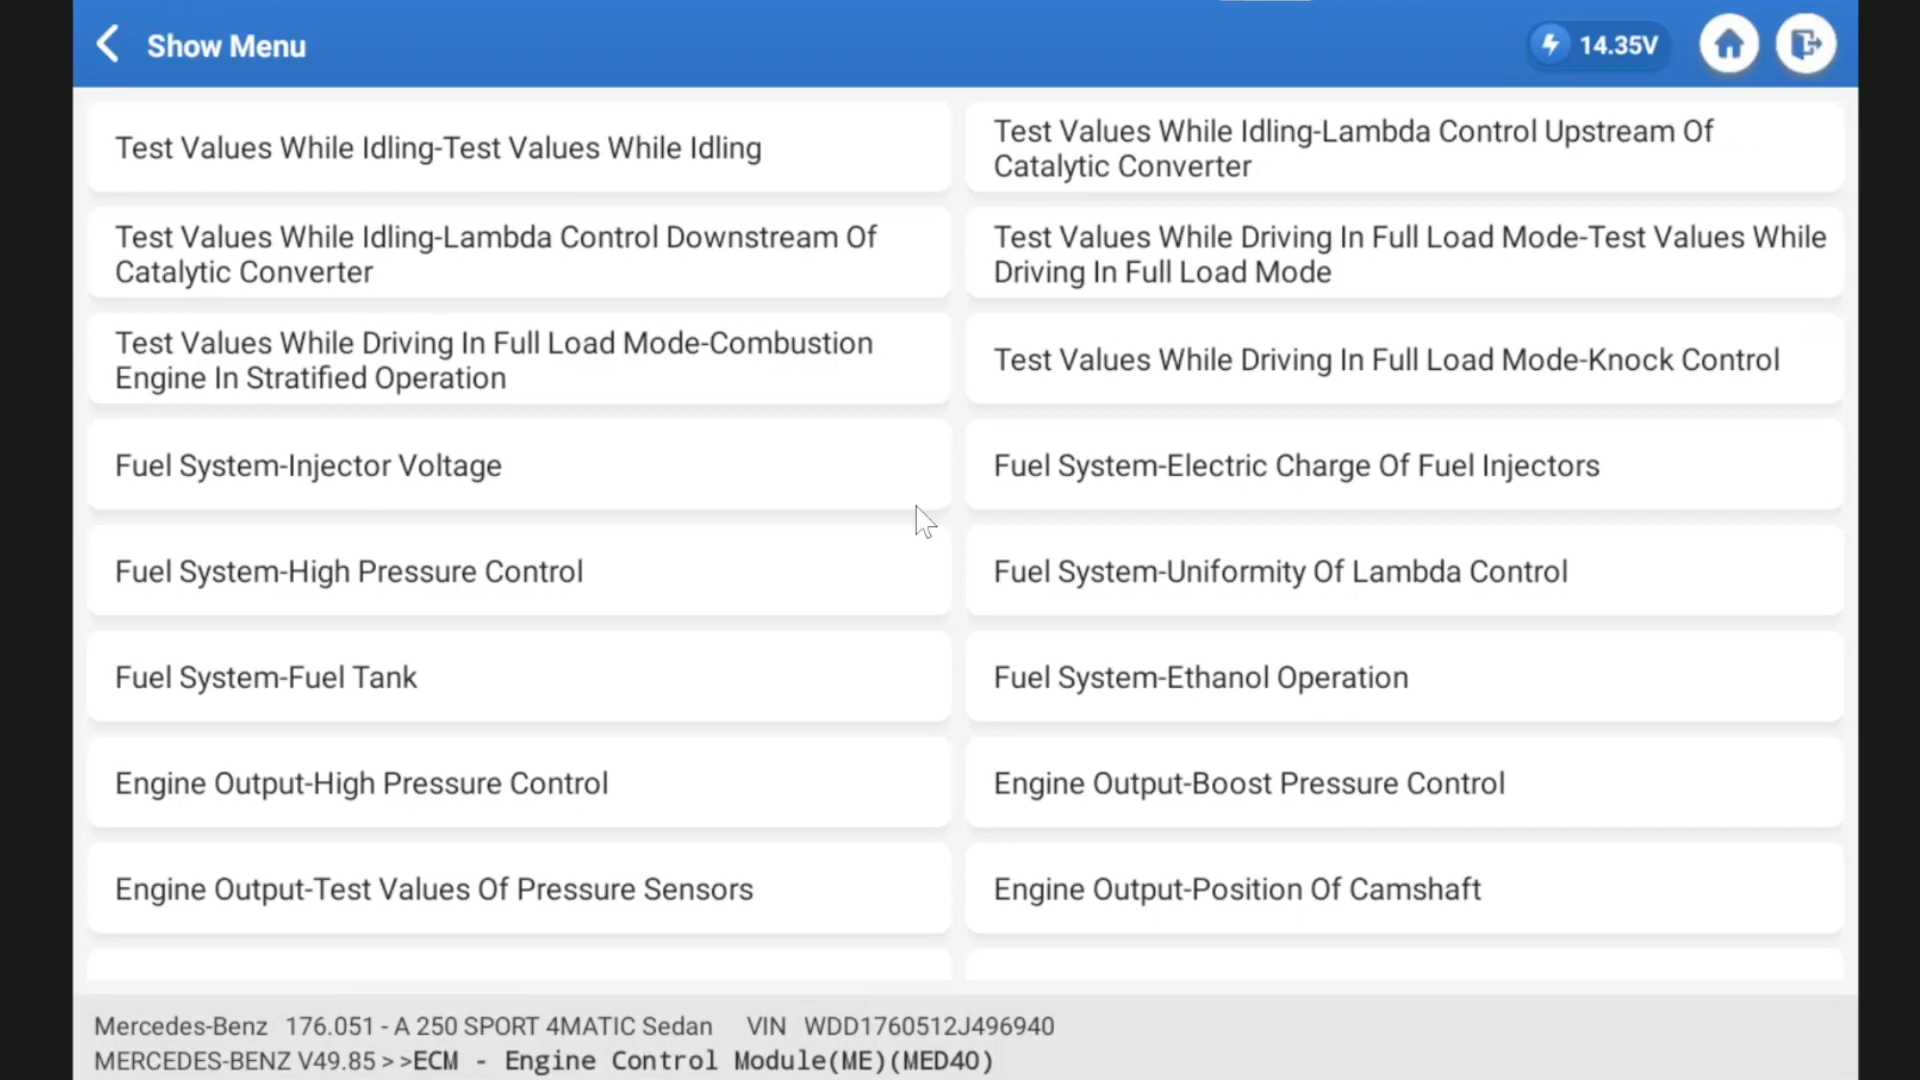 Show Menu
14.35V
Test Values While Idling-Test Values While Idling
Test Values While Idling-Lambda Control Upstream Of
Catalytic Converter
Test Values While Idling-Lambda Control Downstream Of
Catalytic Converter
Test Values While Driving In Full Load Mode-Test Values While
Driving In Full Load Mode
Test Values While Driving In Full Load Mode-Combustion
Engine In Stratified Operation
Test Values While Driving In Full Load Mode-Knock Control
Fuel System-Injector Voltage
Fuel System-Electric Charge Of Fuel Injectors
Fuel System-High Pressure Control
Fuel System-Uniformity Of Lambda Control
Fuel System-Fuel Tank
Fuel System-Ethanol Operation
Engine Output-High Pressure Control
Engine Output-Boost Pressure Control
Engine Output-Test Values Of Pressure Sensors
Engine Output-Position Of Camshaft
Mercedes-Benz 176.051 - A 250 SPORT 4MATIC Sedan VIN WDD1760512J496940
MERCEDES-BENZ V49.85 > >ECM - Engine Control Module(ME)(MED40)